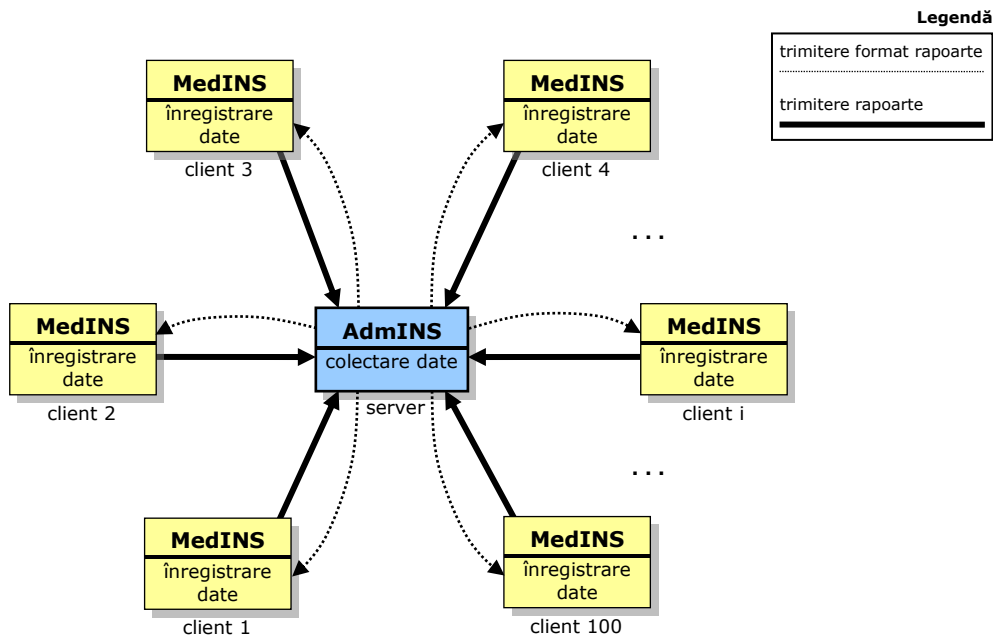 Legendă
trimitere format rapoarte
trimitere rapoarte
MedINS
înregistrare
date
client 3
MedINS
înregistrare
date
client 4
. . .
MedINS
înregistrare
date
client 2
AdmINS
colectare date
server
MedINS
înregistrare
date
client i
. . .
MedINS
înregistrare
date
client 1
MedINS
înregistrare
date
client 100